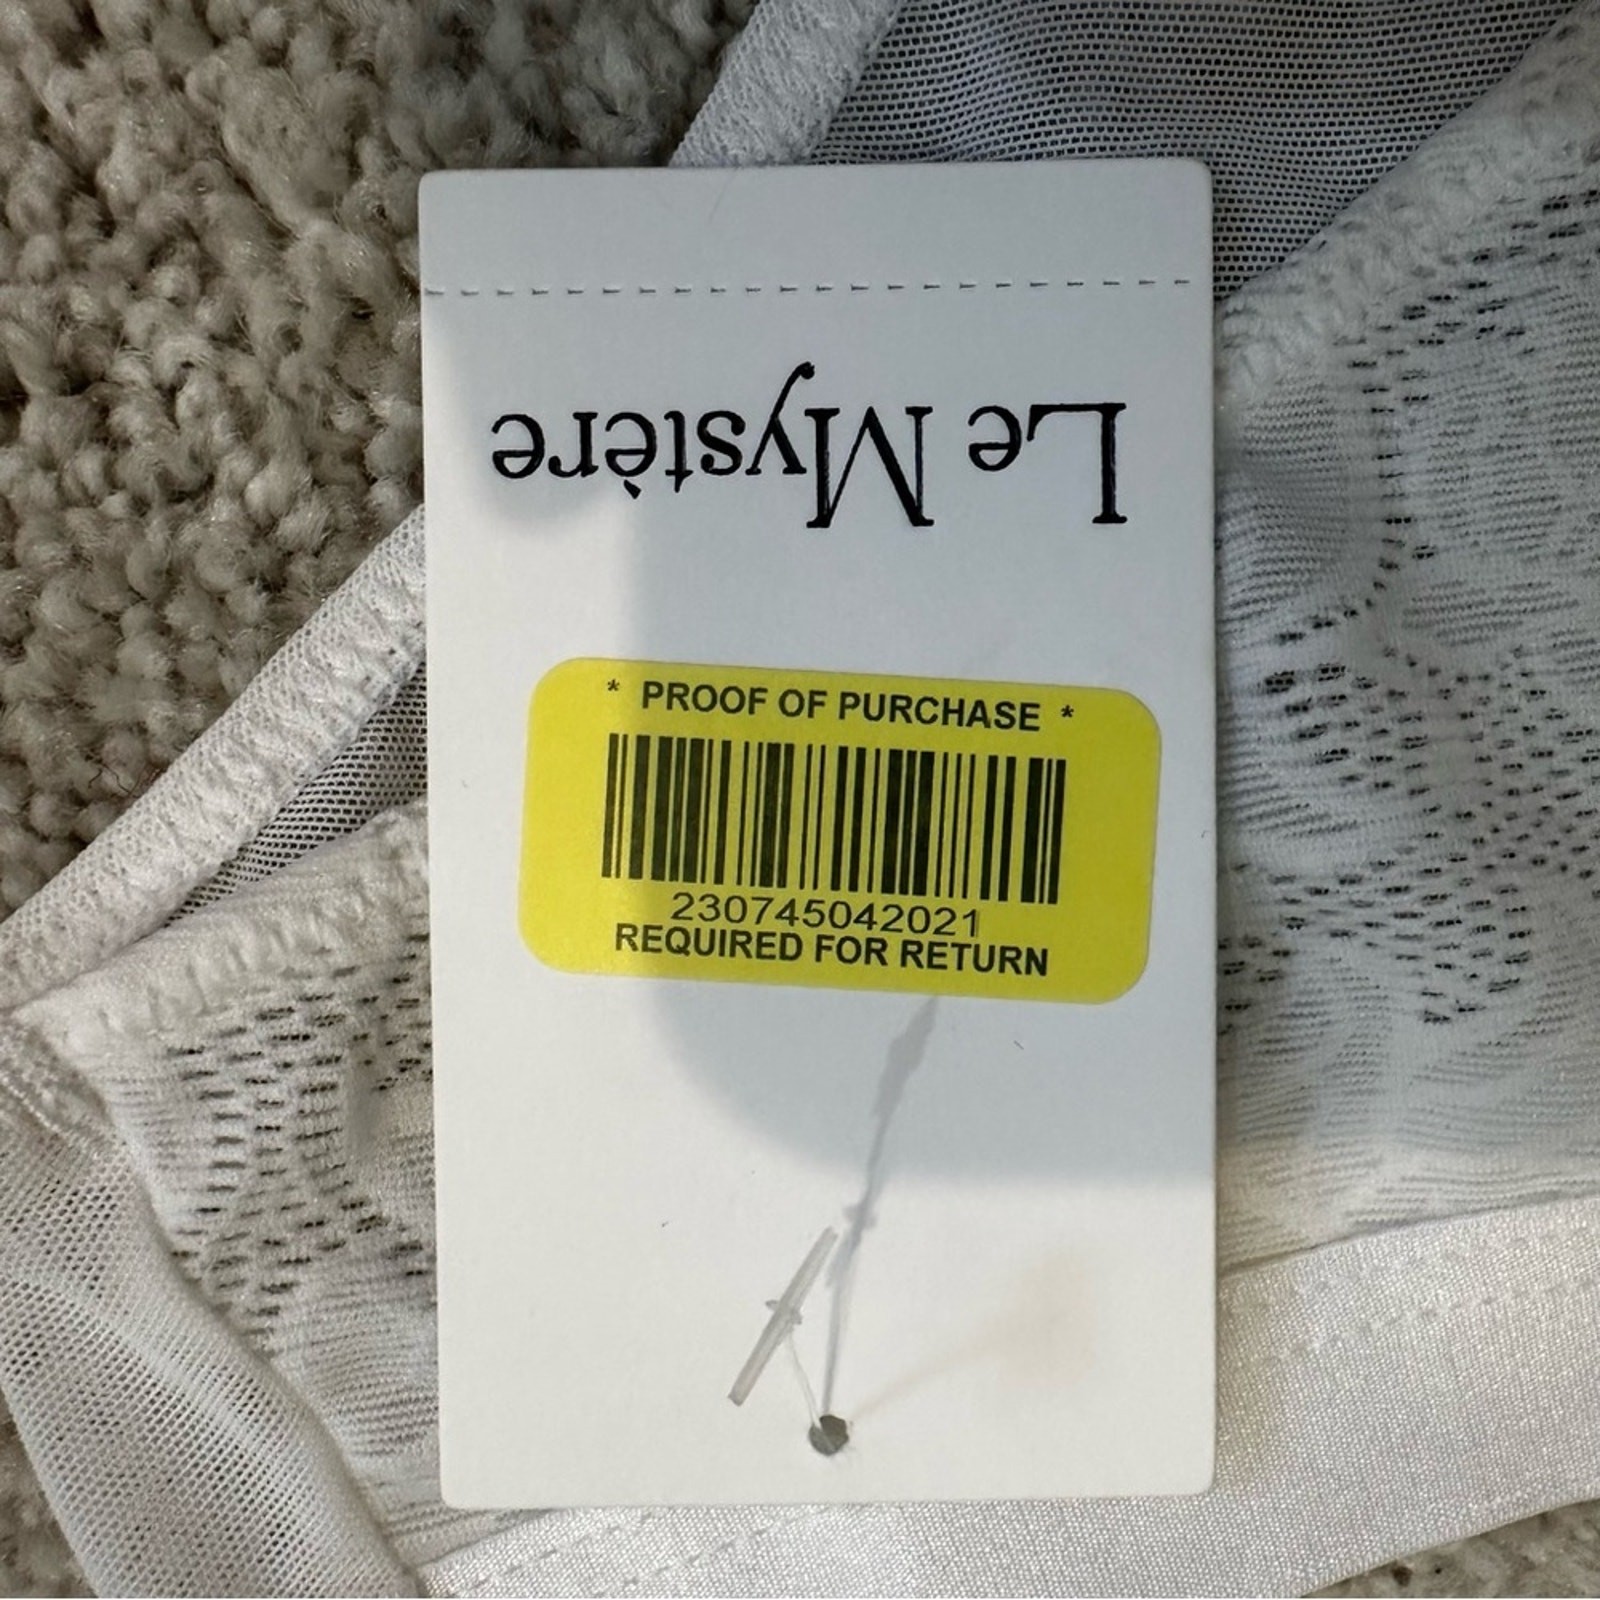 Le Mystère
* PROOF OF PURCHASE *
230745042021
REQUIRED FOR RETURN